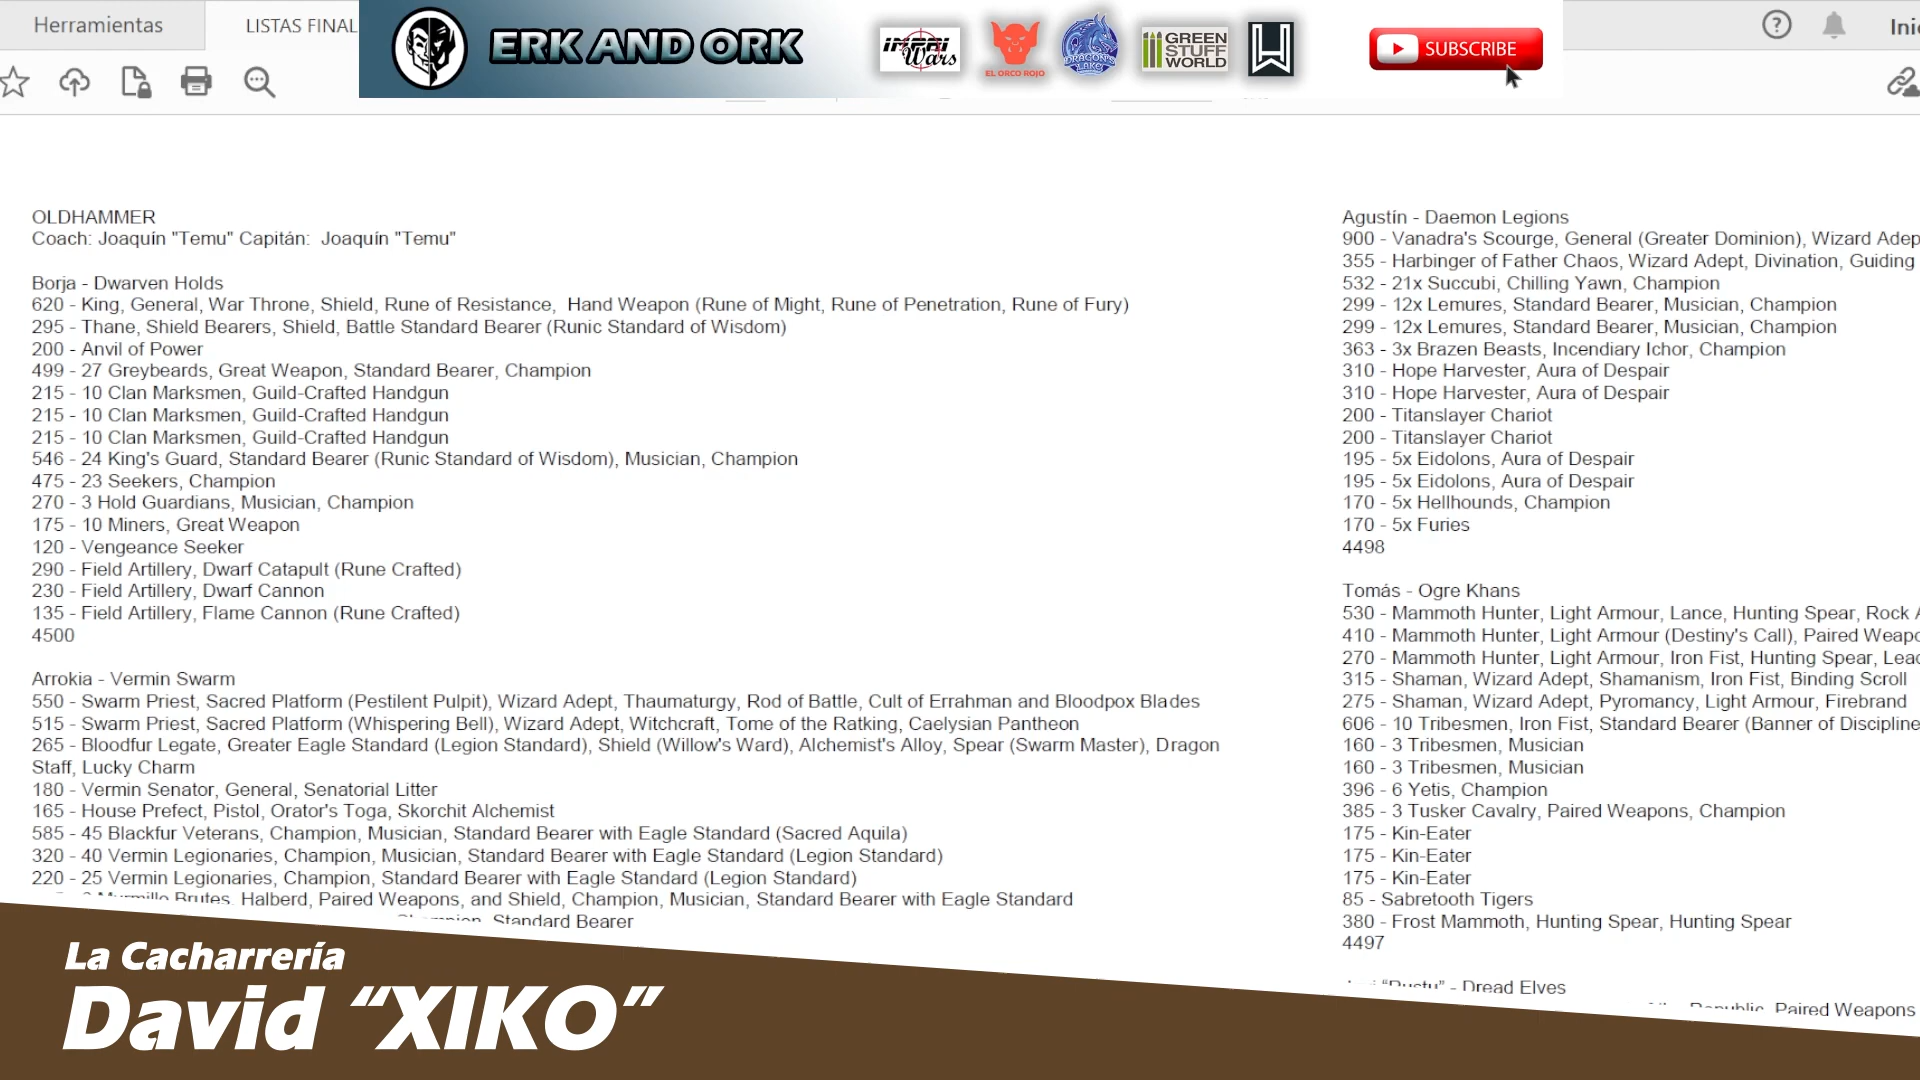 Herramientas
LISTAS FINAL
ERK AND ORK
IMPRI Wars
EL ORCO ROJO
DRAGON'S LAKE
GREEN STUFF WORLD
SUBSCRIBE
?
OLDHAMMER
Coach: Joaquín "Temu" Capitán: Joaquín "Temu"
Borja - Dwarven Holds
620 - King, General, War Throne, Shield, Rune of Resistance, Hand Weapon (Rune of Might, Rune of Penetration, Rune of Fury)
295 - Thane, Shield Bearers, Shield, Battle Standard Bearer (Runic Standard of Wisdom)
200 - Anvil of Power
499 - 27 Greybeards, Great Weapon, Standard Bearer, Champion
215 - 10 Clan Marksmen, Guild-Crafted Handgun
215 - 10 Clan Marksmen, Guild-Crafted Handgun
215 - 10 Clan Marksmen, Guild-Crafted Handgun
546 - 24 King's Guard, Standard Bearer (Runic Standard of Wisdom), Musician, Champion
475 - 23 Seekers, Champion
270 - 3 Hold Guardians, Musician, Champion
175 - 10 Miners, Great Weapon
120 - Vengeance Seeker
290 - Field Artillery, Dwarf Catapult (Rune Crafted)
230 - Field Artillery, Dwarf Cannon
135 - Field Artillery, Flame Cannon (Rune Crafted)
4500
Arrokia - Vermin Swarm
550 - Swarm Priest, Sacred Platform (Pestilent Pulpit), Wizard Adept, Thaumaturgy, Rod of Battle, Cult of Errahman and Bloodpox Blades
515 - Swarm Priest, Sacred Platform (Whispering Bell), Wizard Adept, Witchcraft, Tome of the Ratking, Caelysian Pantheon
265 - Bloodfur Legate, Greater Eagle Standard (Legion Standard), Shield (Willow's Ward), Alchemist's Alloy, Spear (Swarm Master), Dragon
Staff, Lucky Charm
180 - Vermin Senator, General, Senatorial Litter
165 - House Prefect, Pistol, Orator's Toga, Skorchit Alchemist
585 - 45 Blackfur Veterans, Champion, Musician, Standard Bearer with Eagle Standard (Sacred Aquila)
320 - 40 Vermin Legionaries, Champion, Musician, Standard Bearer with Eagle Standard (Legion Standard)
220 - 25 Vermin Legionaries, Champion, Standard Bearer with Eagle Standard (Legion Standard)
Murmillo Brutes, Halberd, Paired Weapons, and Shield, Champion, Musician, Standard Bearer with Eagle Standard
Champion, Standard Bearer
Agustín - Daemon Legions
900 - Vanadra's Scourge, General (Greater Dominion), Wizard Adep
355 - Harbinger of Father Chaos, Wizard Adept, Divination, Guiding
532 - 21x Succubi, Chilling Yawn, Champion
299 - 12x Lemures, Standard Bearer, Musician, Champion
299 - 12x Lemures, Standard Bearer, Musician, Champion
363 - 3x Brazen Beasts, Incendiary Ichor, Champion
310 - Hope Harvester, Aura of Despair
310 - Hope Harvester, Aura of Despair
200 - Titanslayer Chariot
200 - Titanslayer Chariot
195 - 5x Eidolons, Aura of Despair
195 - 5x Eidolons, Aura of Despair
170 - 5x Hellhounds, Champion
170 - 5x Furies
4498
Tomás - Ogre Khans
530 - Mammoth Hunter, Light Armour, Lance, Hunting Spear, Rock
410 - Mammoth Hunter, Light Armour (Destiny's Call), Paired Weapo
270 - Mammoth Hunter, Light Armour, Iron Fist, Hunting Spear, Lea
315 - Shaman, Wizard Adept, Shamanism, Iron Fist, Binding Scroll
275 - Shaman, Wizard Adept, Pyromancy, Light Armour, Firebrand
606 - 10 Tribesmen, Iron Fist, Standard Bearer (Banner of Discipline
160 - 3 Tribesmen, Musician
160 - 3 Tribesmen, Musician
396 - 6 Yetis, Champion
385 - 3 Tusker Cavalry, Paired Weapons, Champion
175 - Kin-Eater
175 - Kin-Eater
175 - Kin-Eater
85 - Sabretooth Tigers
380 - Frost Mammoth, Hunting Spear, Hunting Spear
4497
- Dread Elves
Republic, Paired Weapons
La Cacharrería
David “XIKO”